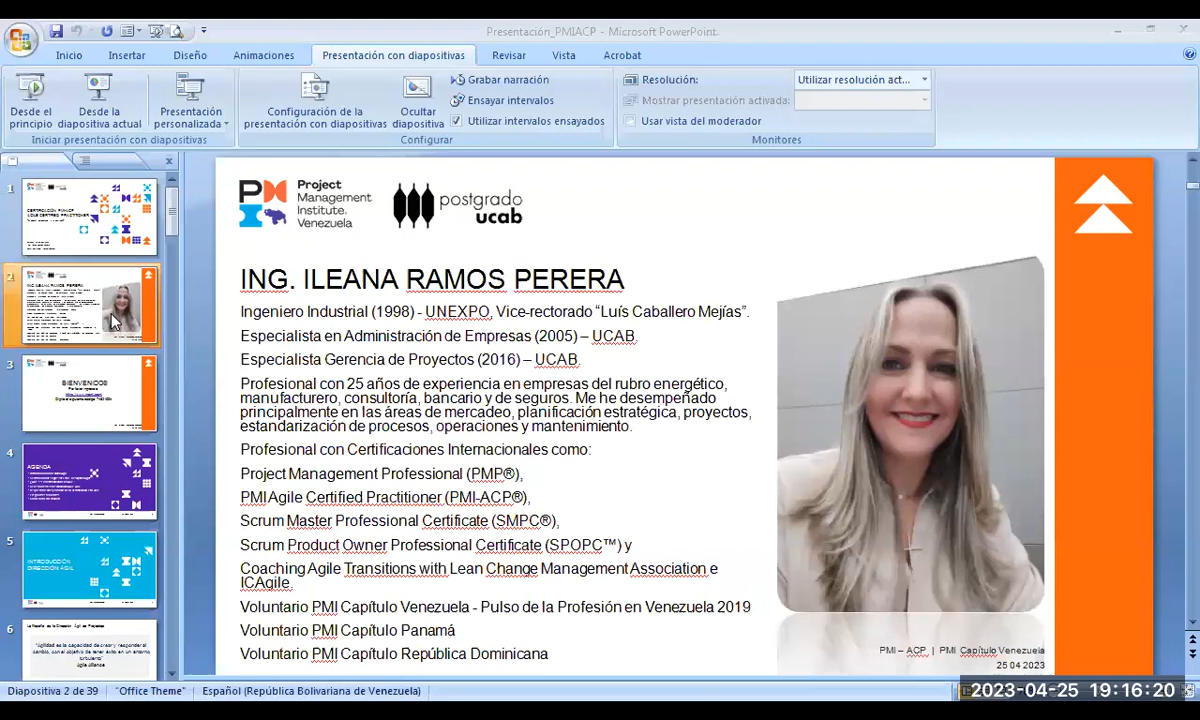 Presentación_PMIACP - Microsoft PowerPoint
Inicio Insertar Diseño Animaciones Presentación con diapositivas Revisar Vista Acrobat
Desde el principio
Desde la diapositiva actual
Presentación personalizada
Iniciar presentación con diapositivas
Configuración de la presentación con diapositivas
Ocultar diapositiva
Grabar narración
Ensayar intervalos
Utilizar intervalos ensayados
Configurar
Resolución: Utilizar resolución act...
Mostrar presentación activada:
Usar vista del moderador
Monitores
1
2
ING. ILEANA RAMOS PERERA
3
BIENVENIDOS
4
AGENDA
5
INTRODUCCIÓN
DIRECCIÓN ÁGIL
6
Project
Management
Institute.
Venezuela
postgrado
ucab
ING. ILEANA RAMOS PERERA
Ingeniero Industrial (1998) - UNEXPO, Vice-rectorado “Luís Caballero Mejías”.
Especialista en Administración de Empresas (2005) – UCAB.
Especialista Gerencia de Proyectos (2016) – UCAB.
Profesional con 25 años de experiencia en empresas del rubro energético,
manufacturero, consultoría, bancario y de seguros. Me he desempeñado
principalmente en las áreas de mercadeo, planificación estratégica, proyectos,
estandarización de procesos, operaciones y mantenimiento.
Profesional con Certificaciones Internacionales como:
Project Management Professional (PMP®),
PMI Agile Certified Practitioner (PMI-ACP®),
Scrum Master Professional Certificate (SMPC®),
Scrum Product Owner Professional Certificate (SPOPC™) y
Coaching Agile Transitions with Lean Change Management Association e
ICAgile.
Voluntario PMI Capítulo Venezuela - Pulso de la Profesión en Venezuela 2019
Voluntario PMI Capítulo Panamá
Voluntario PMI Capítulo República Dominicana
PMI – ACP | PMI Capítulo Venezuela
25 04 2023
Diapositiva 2 de 39 "Office Theme" Español (República Bolivariana de Venezuela)
2023-04-25 19:16:20